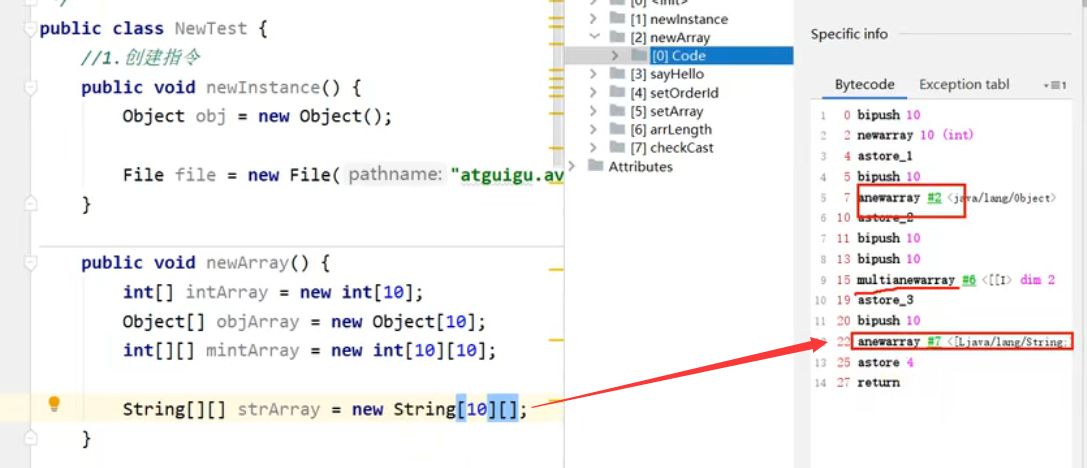 */
public class NewTest {
//1.创建指令
public void newInstance() {
Object obj = new Object();
File file = new File( pathname: "atguigu.av
}
public void newArray() {
int[] intArray = new int[10];
Object[] objArray = new Object[10];
int[][] mintArray = new int[10][10];
String[][] strArray = new String[10][];
}
[0] <init>
[1] newInstance
[2] newArray
[0] Code
[3] sayHello
[4] setOrderId
[5] setArray
[6] arrLength
[7] checkCast
Attributes
Specific info
Bytecode Exception tabl
1 0 bipush 10
2 2 newarray 10 (int)
3 4 astore_1
4 5 bipush 10
5 7 anewarray #2 <java/lang/Object>
6 10 astore_2
7 11 bipush 10
8 13 bipush 10
9 15 multianewarray #6 <[[I> dim 2
10 19 astore_3
11 20 bipush 10
22 anewarray #7 <[Ljava/lang/String;
13 25 astore 4
14 27 return